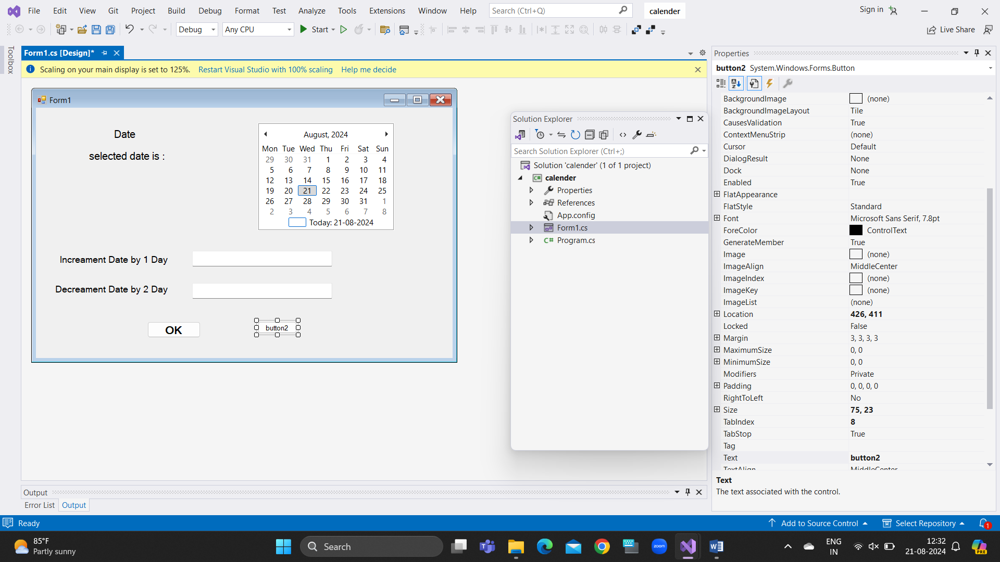 File Edit View Git Project Build Debug Format Test Analyze Tools Extensions Window Help Search (Ctrl+Q) calender Sign in
Debug Any CPU Start Live Share
Toolbox
Form1.cs [Design]*
Scaling on your main display is set to 125%. Restart Visual Studio with 100% scaling Help me decide
Form1
Date
selected date is :
August, 2024
Mon Tue Wed Thu Fri Sat Sun
29 30 31 1 2 3 4
5 6 7 8 9 10 11
12 13 14 15 16 17 18
19 20 21 22 23 24 25
26 27 28 29 30 31 1
2 3 4 5 6 7 8
Today: 21-08-2024
Increament Date by 1 Day
Decreament Date by 2 Day
OK
button2
Solution Explorer
Search Solution Explorer (Ctrl+;)
Solution 'calender' (1 of 1 project)
calender
Properties
References
App.config
Form1.cs
Program.cs
Properties
button2 System.Windows.Forms.Button
BackgroundImage (none)
BackgroundImageLayout Tile
CausesValidation True
ContextMenuStrip (none)
Cursor Default
DialogResult None
Dock None
Enabled True
FlatAppearance
FlatStyle Standard
Font Microsoft Sans Serif, 7.8pt
ForeColor ControlText
GenerateMember True
Image (none)
ImageAlign MiddleCenter
ImageIndex (none)
ImageKey (none)
ImageList (none)
Location 426, 411
Locked False
Margin 3, 3, 3, 3
MaximumSize 0, 0
MinimumSize 0, 0
Modifiers Private
Padding 0, 0, 0, 0
RightToLeft No
Size 75, 23
TabIndex 8
TabStop True
Tag
Text button2
TextAlign MiddleCenter
Text
The text associated with the control.
Output
Error List Output
Ready Add to Source Control Select Repository 1
85°F
Partly sunny
Search
zoom
ENG
IN
12:32
21-08-2024
PRE